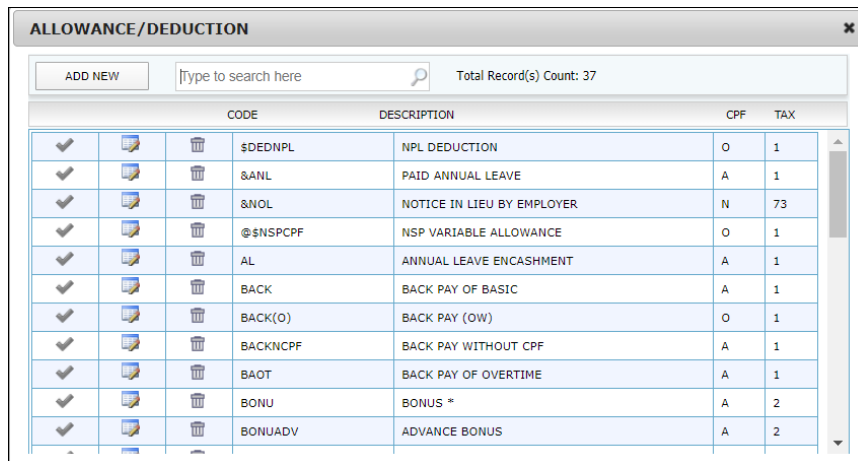 ALLOWANCE/DEDUCTION
ADD NEW Type to search here Total Record(s) Count: 37
CODE DESCRIPTION CPF TAX
$DEDNPL NPL DEDUCTION O 1
&ANL PAID ANNUAL LEAVE A 1
&NOL NOTICE IN LIEU BY EMPLOYER N 73
@$NSPCPF NSP VARIABLE ALLOWANCE O 1
AL ANNUAL LEAVE ENCASHMENT A 1
BACK BACK PAY OF BASIC A 1
BACK(O) BACK PAY (OW) O 1
BACKNCPF BACK PAY WITHOUT CPF A 1
BAOT BACK PAY OF OVERTIME A 1
BONU BONUS * A 2
BONUADV ADVANCE BONUS A 2